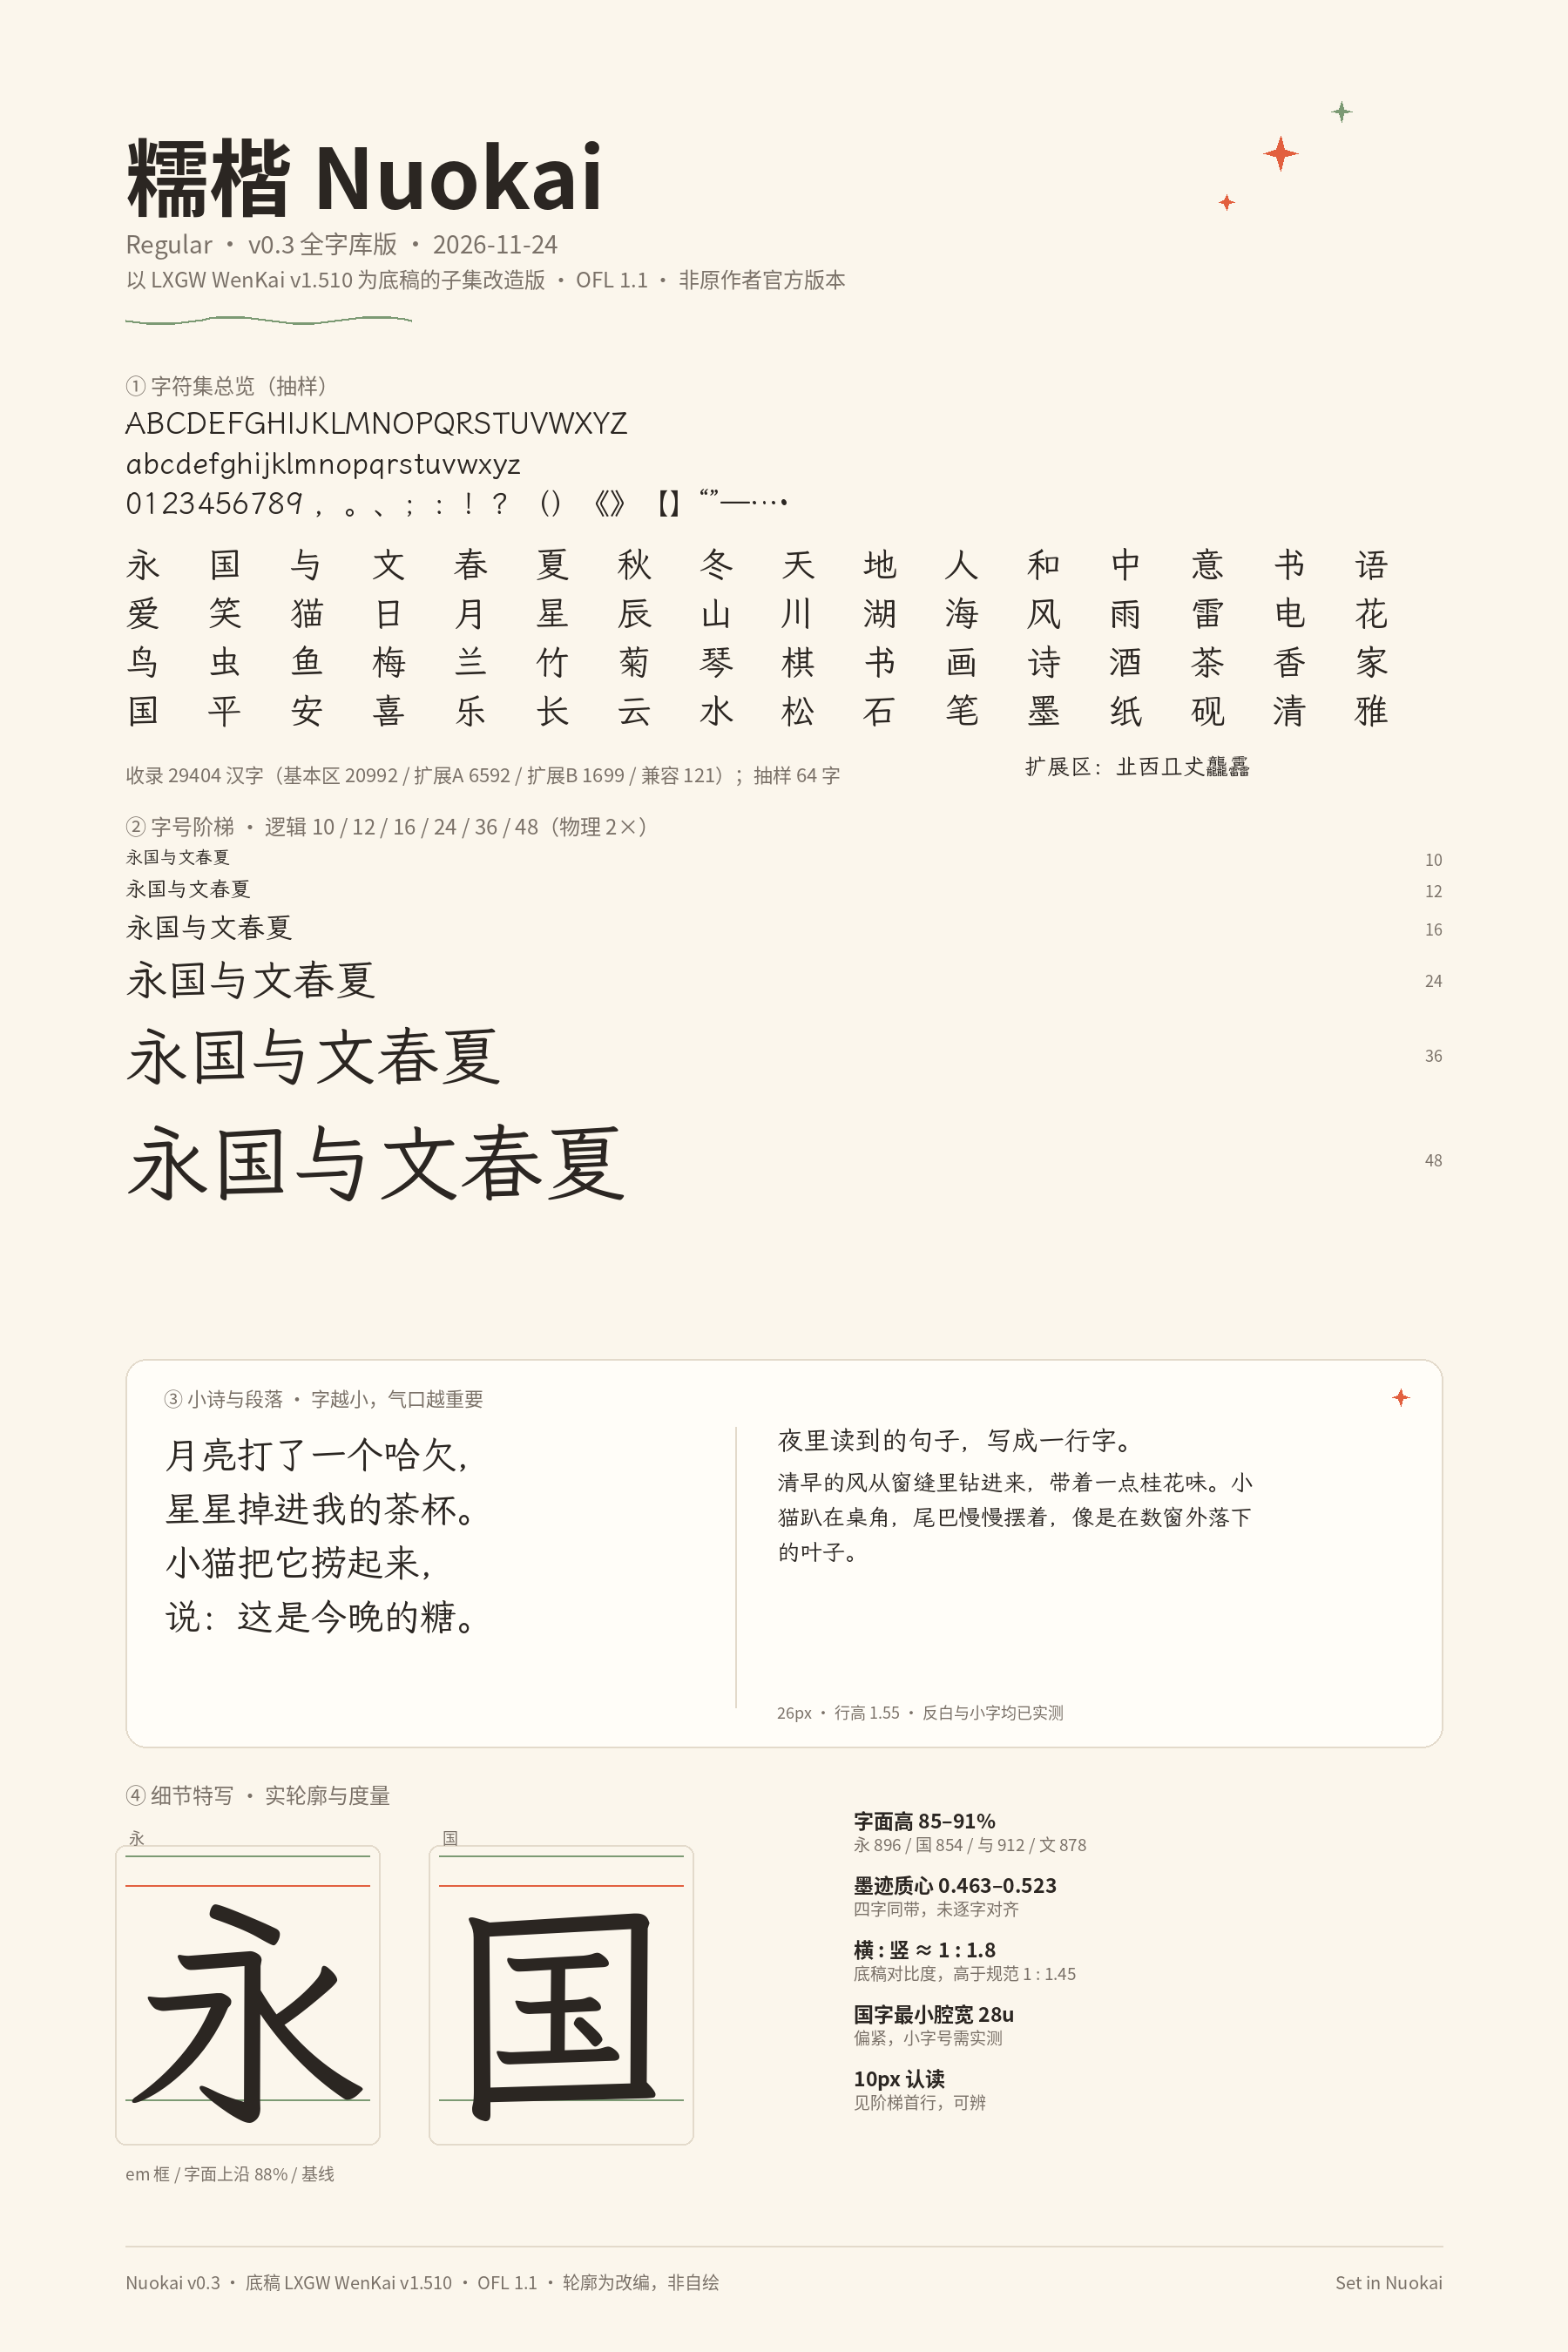 糯楷 Nuokai
Regular · v0.3 全字库版 · 2026-11-24
以 LXGW WenKai v1.510 为底稿的子集改造版 · OFL 1.1 · 非原作者官方版本
① 字符集总览（抽样）
ABCDEFGHIJKLMNOPQRSTUVWXYZ
abcdefghijklmnopqrstuvwxyz
0123456789，。、；：！？（）《》【】“”—…·
永 国 与 文 春 夏 秋 冬 天 地 人 和 中 意 书 语
爱 笑 猫 日 月 星 辰 山 川 湖 海 风 雨 雷 电 花
鸟 虫 鱼 梅 兰 竹 菊 琴 棋 书 画 诗 酒 茶 香 家
国 平 安 喜 乐 长 云 水 松 石 笔 墨 纸 砚 清 雅
收录 29404 汉字（基本区 20992 / 扩展A 6592 / 扩展B 1699 / 兼容 121）；抽样 64 字
扩展区：
② 字号阶梯 · 逻辑 10 / 12 / 16 / 24 / 36 / 48（物理 2×）
永国与文春夏 10
永国与文春夏 12
永国与文春夏 16
永国与文春夏 24
永国与文春夏 36
永国与文春夏 48
③ 小诗与段落 · 字越小，气口越重要
月亮打了一个哈欠，
星星掉进我的茶杯。
小猫把它捞起来，
说：这是今晚的糖。
夜里读到的句子，写成一行字。
清早的风从窗缝里钻进来，带着一点桂花味。小
猫趴在桌角，尾巴慢慢摆着，像是在数窗外落下
的叶子。
26px · 行高 1.55 · 反白与小字均已实测
④ 细节特写 · 实轮廓与度量
永
永
国
国
em 框 / 字面上沿 88% / 基线
字面高 85–91%
永 896 / 国 854 / 与 912 / 文 878
墨迹质心 0.463–0.523
四字同带，未逐字对齐
横 : 竖 ≈ 1 : 1.8
底稿对比度，高于规范 1 : 1.45
国字最小腔宽 28u
偏紧，小字号需实测
10px 认读
见阶梯首行，可辨
Nuokai v0.3 · 底稿 LXGW WenKai v1.510 · OFL 1.1 · 轮廓为改编，非自绘
Set in Nuokai